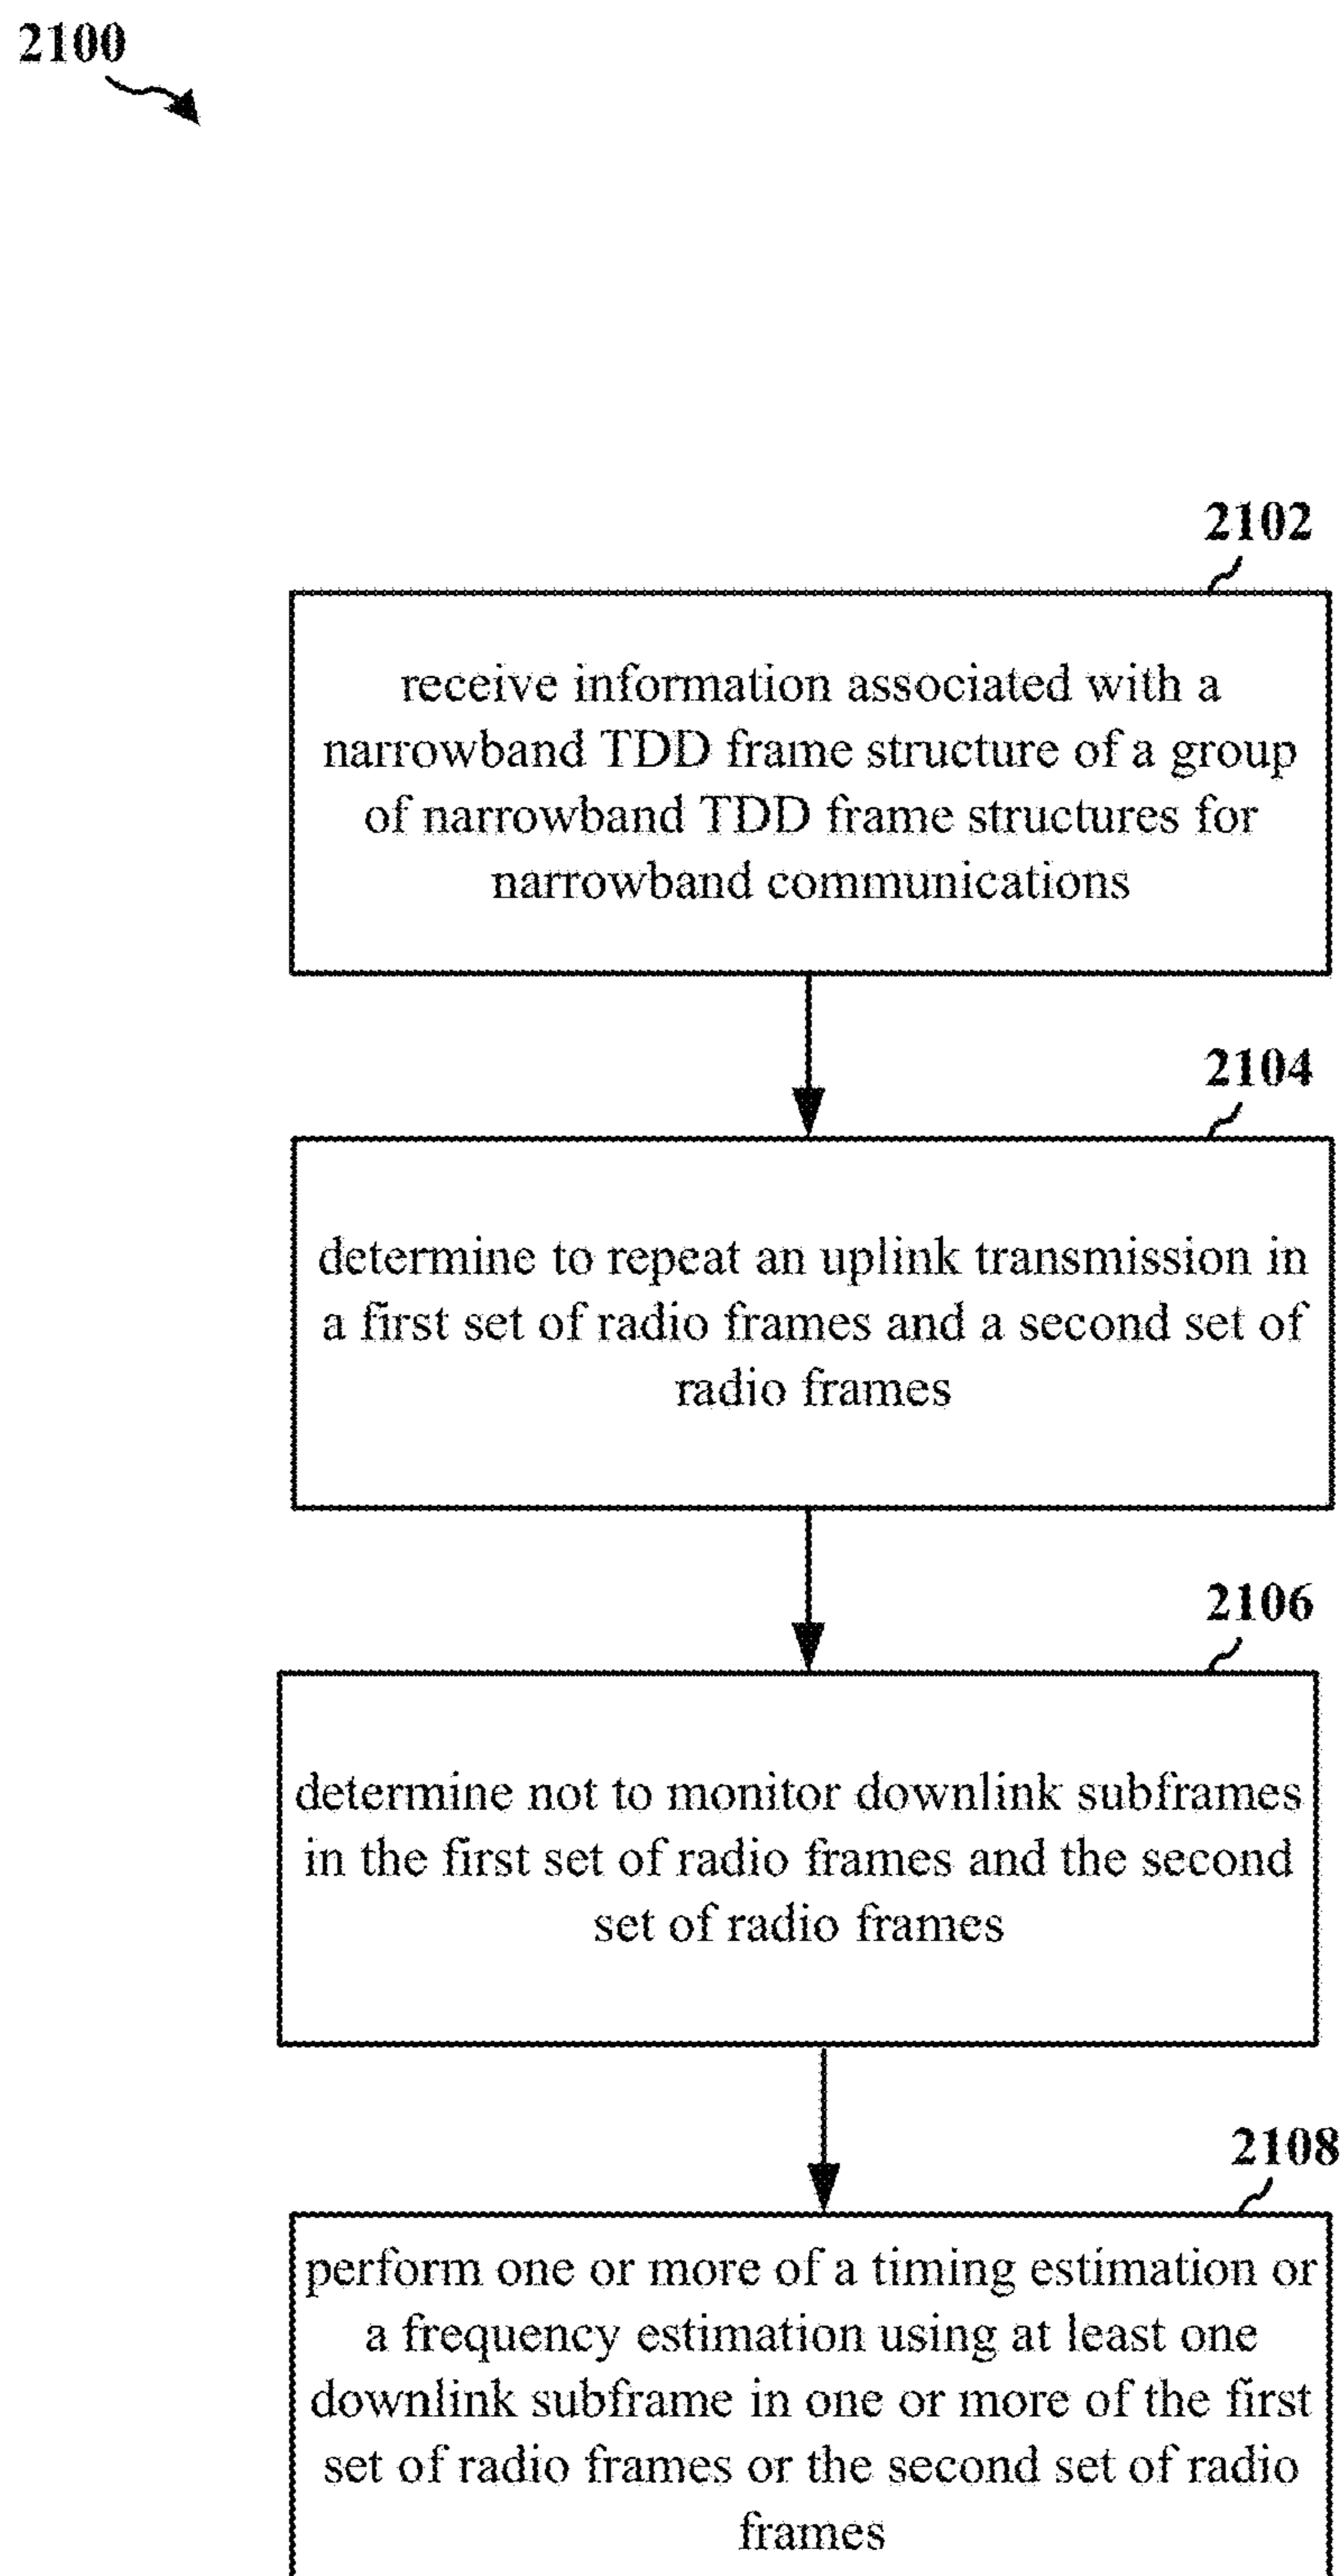 2100
2102
receive information associated with a
narrowband TDD frame structure of a group
of narrowband TDD frame structures for
narrowband communications
2104
determine to repeat an uplink transmission in
a first set of radio frames and a second set of
radio frames
2106
determine not to monitor downlink subframes
in the first set of radio frames and the second
set of radio frames
2108
perform one or more of a timing estimation or
a frequency estimation using at least one
downlink subframe in one or more of the first
set of radio frames or the second set of radio
frames